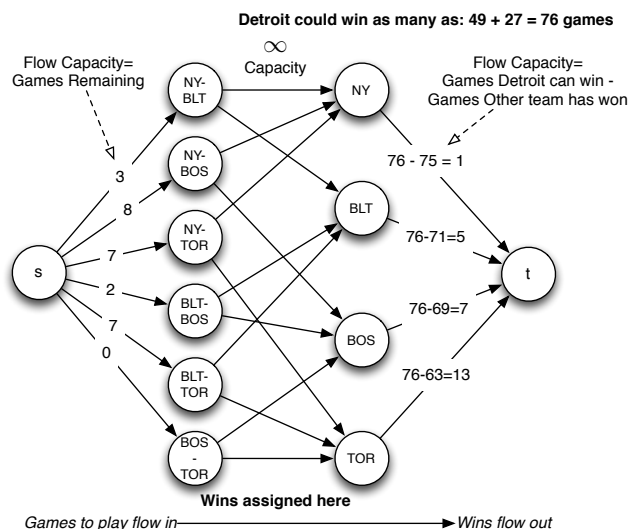 Detroit could win as many as: 49 + 27 = 76 games
Flow Capacity=
Games Remaining
∞
Capacity
Flow Capacity=
Games Detroit can win -
Games Other team has won
NY-
BLT
NY-
BOS
NY-
TOR
BLT-
BOS
BLT-
TOR
BOS
-
TOR
s
3
8
7
2
7
0
NY
BLT
BOS
TOR
76 - 75 = 1
76-71=5
76-69=7
76-63=13
t
Wins assigned here
Games to play flow in
Wins flow out